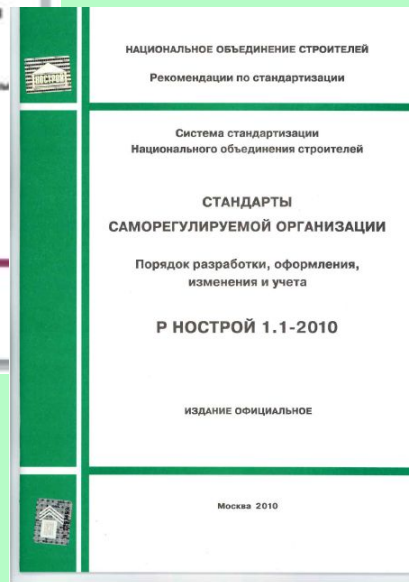 НАЦИОНАЛЬНОЕ ОБЪЕДИНЕНИЕ СТРОИТЕЛЕЙ
Рекомендации по стандартизации
Система стандартизации
Национального объединения строителей
СТАНДАРТЫ
САМОРЕГУЛИРУЕМОЙ ОРГАНИЗАЦИИ
Порядок разработки, оформления,
изменения и учета
Р НОСТРОЙ 1.1-2010
ИЗДАНИЕ ОФИЦИАЛЬНОЕ
Москва 2010